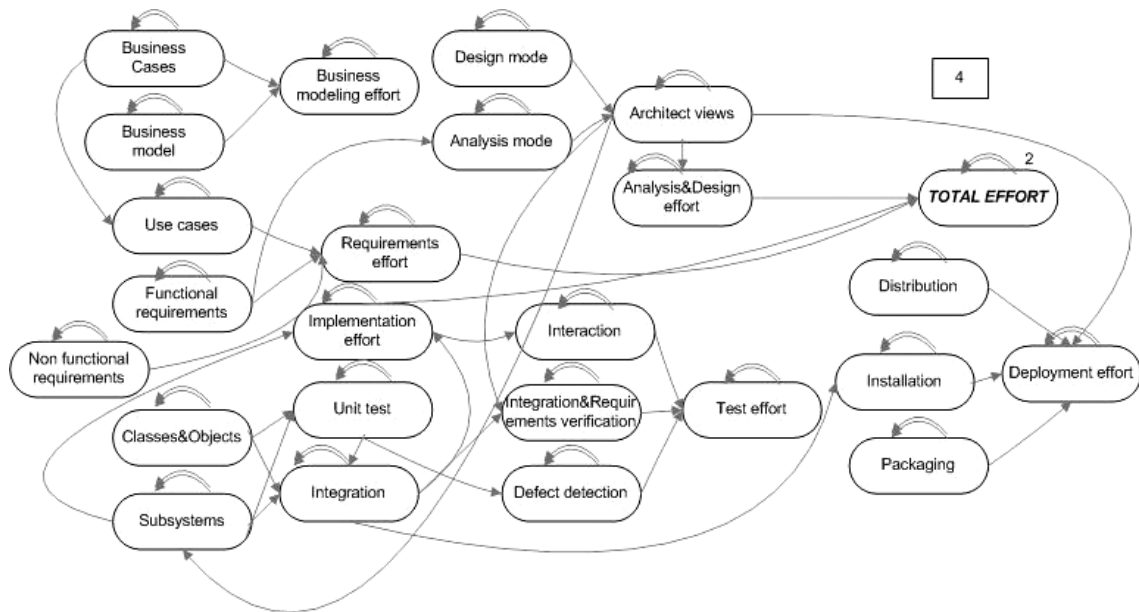 Business
Cases
Business
modeling effort
Design mode
4
Architect views
Business
model
Analysis mode
2
Analysis&Design
effort
TOTAL EFFORT
Use cases
Requirements
effort
Functional
requirements
Distribution
Implementation
effort
Interaction
Non functional
requirements
Installation
Deployment effort
Unit test
Integration&Requir
ements verification
Test effort
Classes&Objects
Packaging
Integration
Defect detection
Subsystems